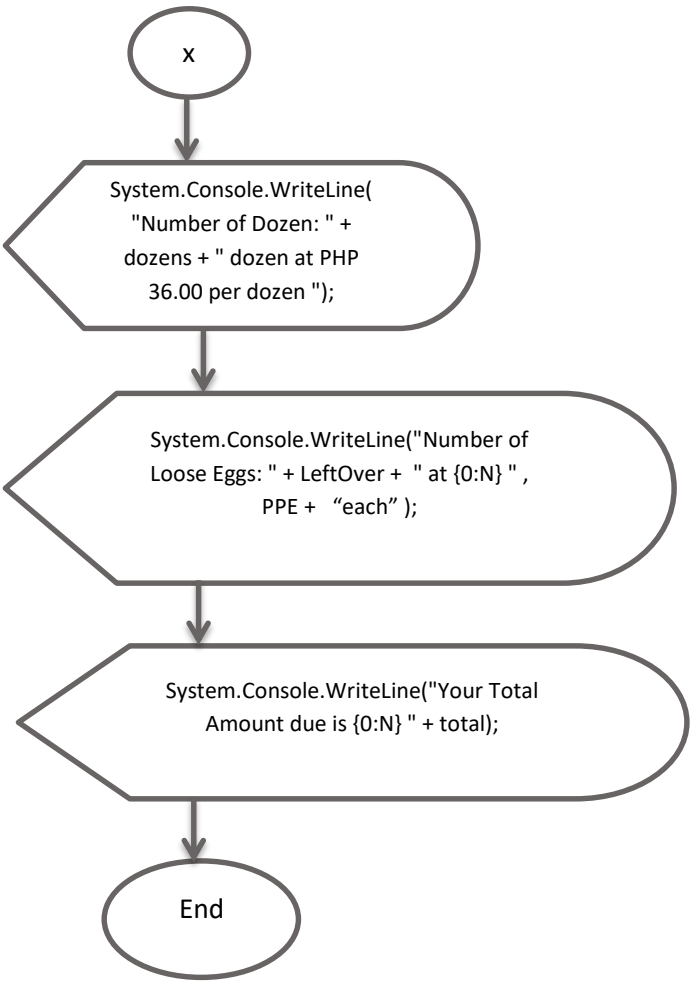 x
System.Console.WriteLine(
"Number of Dozen: " +
dozens + " dozen at PHP
36.00 per dozen ");
System.Console.WriteLine("Number of
Loose Eggs: " + LeftOver +  " at {0:N} " ,
PPE +   “each” );
System.Console.WriteLine("Your Total
Amount due is {0:N} " + total);
End